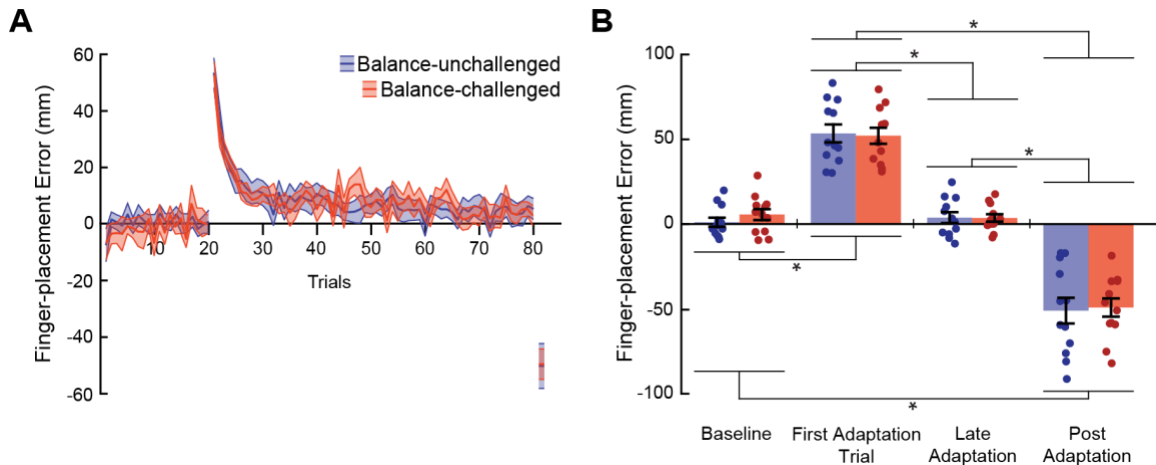 A
Finger-placement Error (mm)
60
40
20
0
-20
-40
-60
10
20
30
40
50
60
70
80
Trials
Balance-unchallenged
Balance-challenged
B
Finger-placement Error (mm)
100
50
0
-50
-100
*
*
*
*
*
Baseline
First Adaptation
Trial
Late
Adaptation
Post
Adaptation